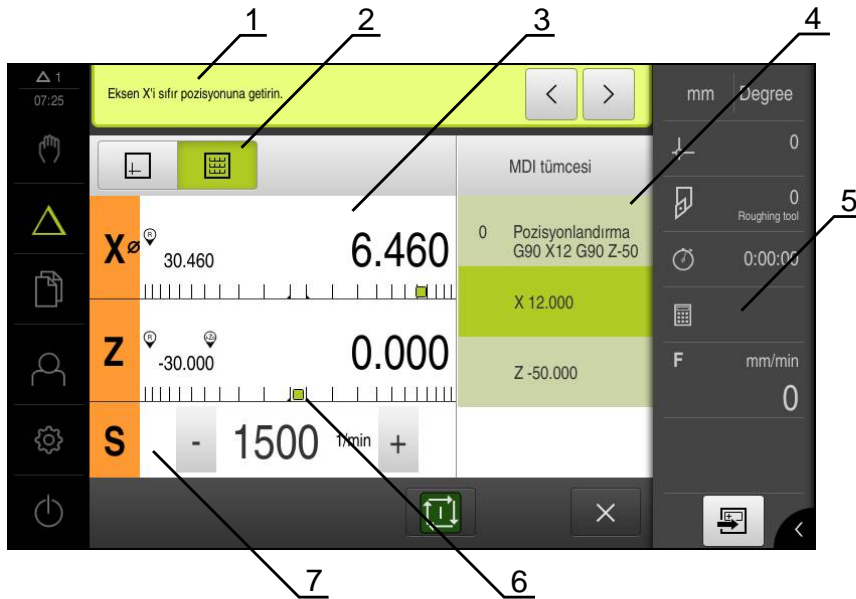 1
2
3
4
△ 1
07:25
Eksen X'i sıfır pozisyonuna getirin.
< >
mm Degree
0
MDI tümcesi
0
Roughing tool
5
X⌀ R 30.460 6.460
0 Pozisyonlandırma
G90 X12 G90 Z-50
0:00:00
X 12.000
Z R -30.000 0.000
Z -50.000
F mm/min
0
S - 1500 1/min +
7
6